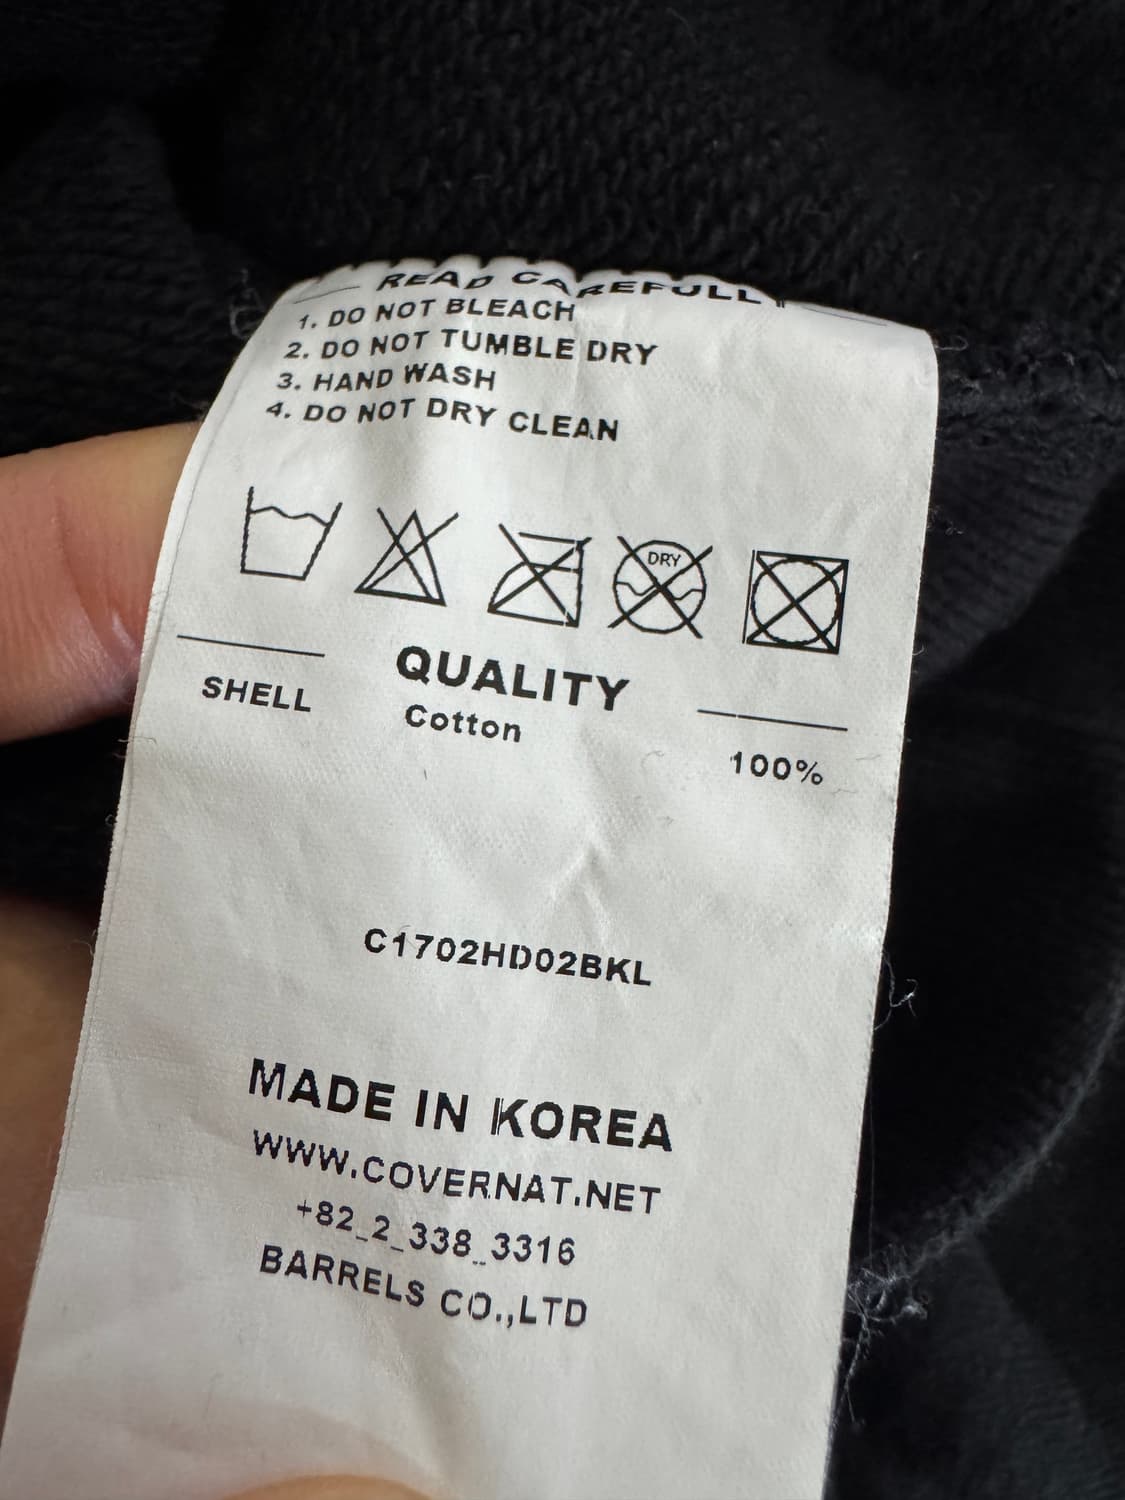 READ CAREFULLY
1. DO NOT BLEACH
2. DO NOT TUMBLE DRY
3. HAND WASH
4. DO NOT DRY CLEAN
DRY
QUALITY
SHELL Cotton 100%
C1702HD02BKL
MADE IN KOREA
WWW.COVERNAT.NET
+82_2_338_3316
BARRELS CO.,LTD